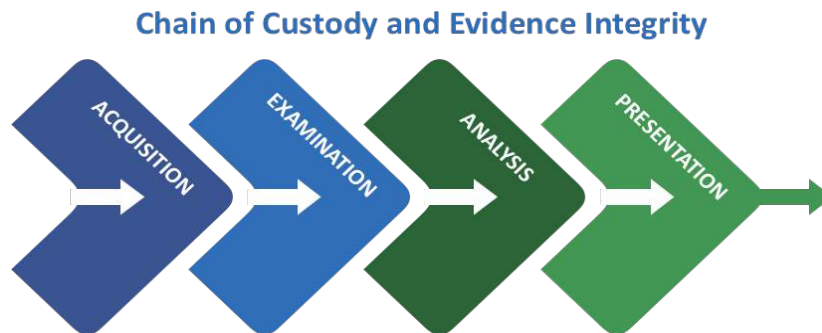 Chain of Custody and Evidence Integrity
ACQUISITION
EXAMINATION
ANALYSIS
PRESENTATION